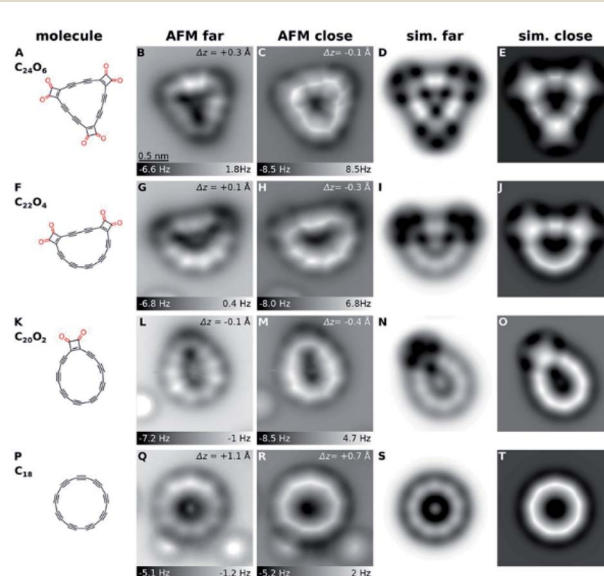 molecule AFM far AFM close sim. far sim. close
A B Δz = +0.3 Å C Δz = -0.1 Å D E
C24O6
O O O O O O
0.5 nm
-6.6 Hz 1.8Hz -8.5 Hz 8.5Hz
F G Δz = +0.1 Å H Δz = -0.3 Å I J
C22O4
O O O O
-6.8 Hz 0.4 Hz -8.0 Hz 6.8Hz
K L Δz = -0.1 Å M Δz = -0.4 Å N O
C20O2
O O
-7.2 Hz -1 Hz -8.5 Hz 4.7 Hz
P Q Δz = +1.1 Å R Δz = +0.7 Å S T
C18
-5.1 Hz -1.2 Hz -5.2 Hz 2 Hz